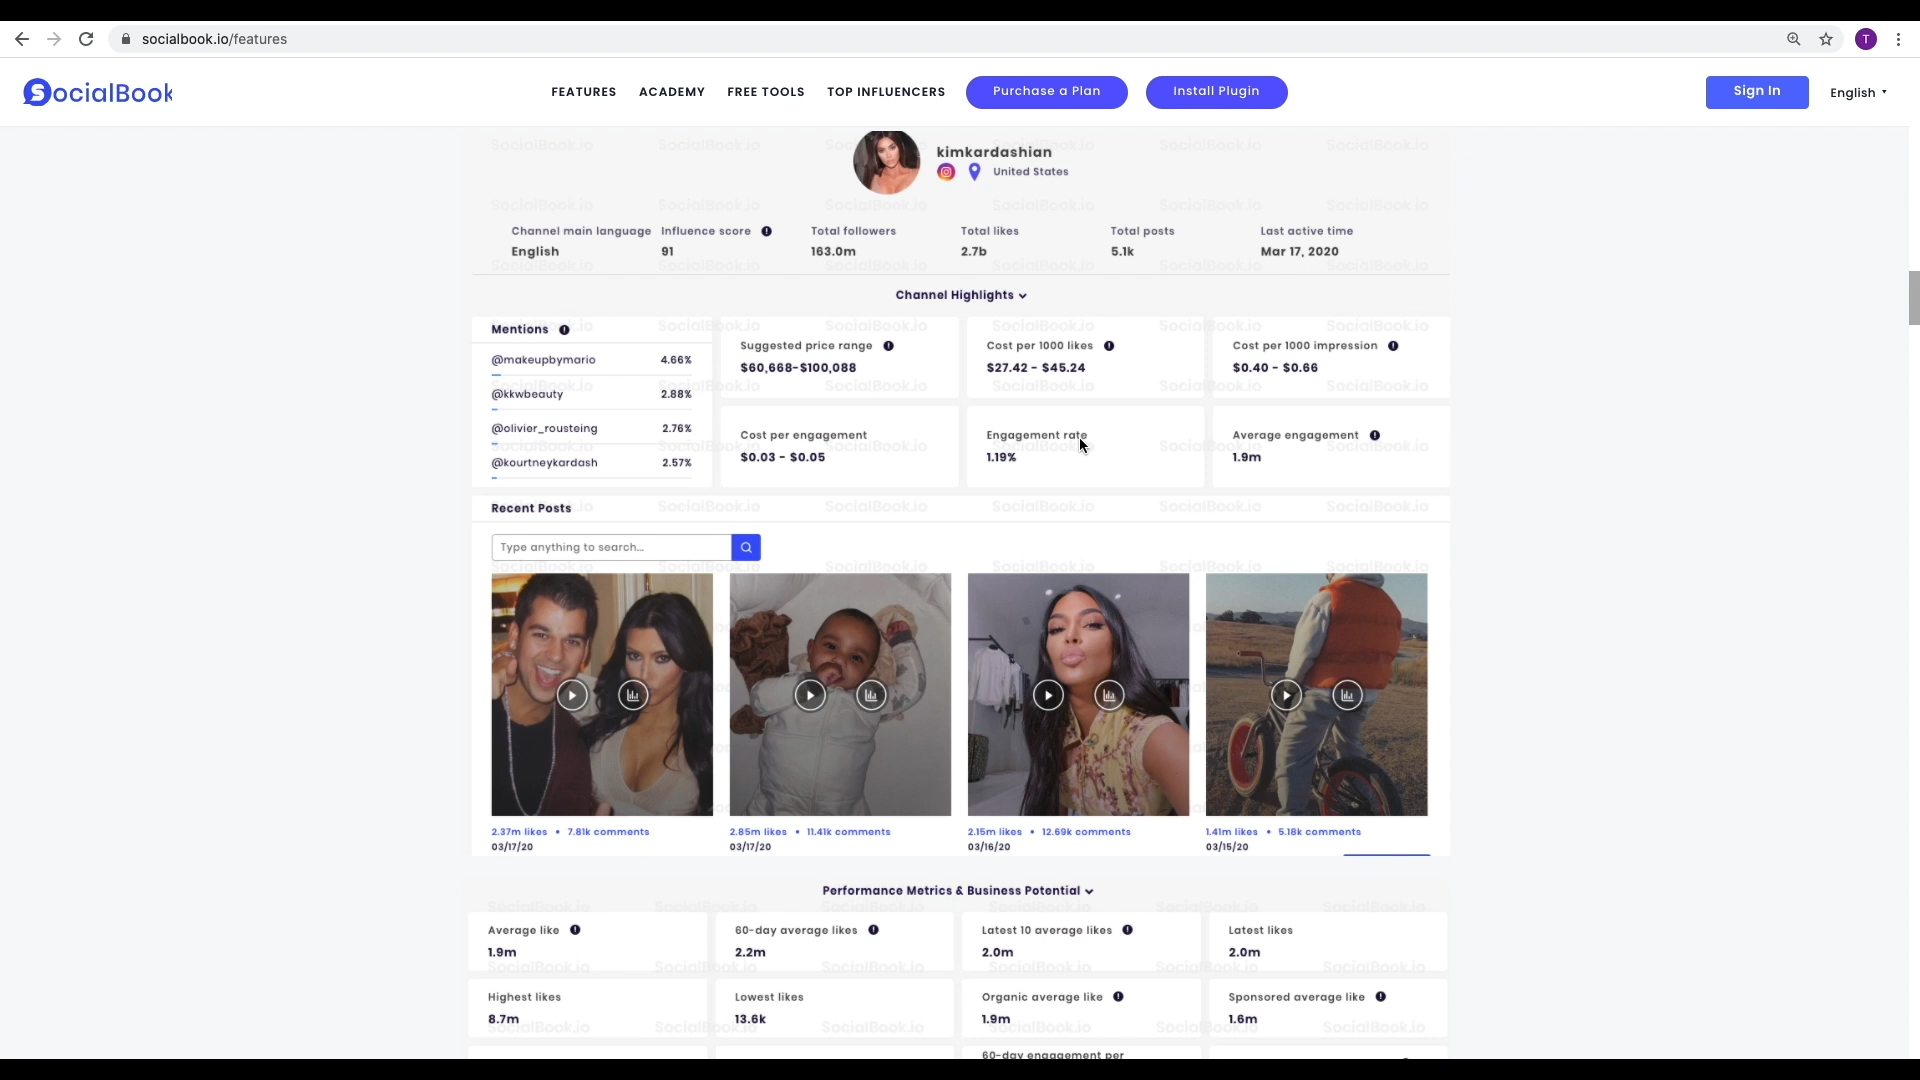 socialbook.io/features
T
SocialBook
FEATURES
ACADEMY
FREE TOOLS
TOP INFLUENCERS
Purchase a Plan
Install Plugin
Sign In
English
kimkardashian
United States
Channel main language
Influence score
Total followers
Total likes
Total posts
Last active time
English
91
163.0m
2.7b
5.1k
Mar 17, 2020
Channel Highlights
Mentions
@makeupbymario 4.66%
@kkwbeauty 2.88%
@olivier_rousteing 2.76%
@kourtneykardash 2.57%
Suggested price range
$60,668-$100,088
Cost per 1000 likes
$27.42 - $45.24
Cost per 1000 impression
$0.40 - $0.66
Cost per engagement
$0.03 - $0.05
Engagement rate
1.19%
Average engagement
1.9m
Recent Posts
Type anything to search...
2.37m likes • 7.81k comments
03/17/20
2.85m likes • 11.41k comments
03/17/20
2.15m likes • 12.69k comments
03/16/20
1.41m likes • 5.18k comments
03/15/20
Performance Metrics & Business Potential
Average like
1.9m
60-day average likes
2.2m
Latest 10 average likes
2.0m
Latest likes
2.0m
Highest likes
8.7m
Lowest likes
13.6k
Organic average like
1.9m
Sponsored average like
1.6m
60-day engagement per
SocialBook.io